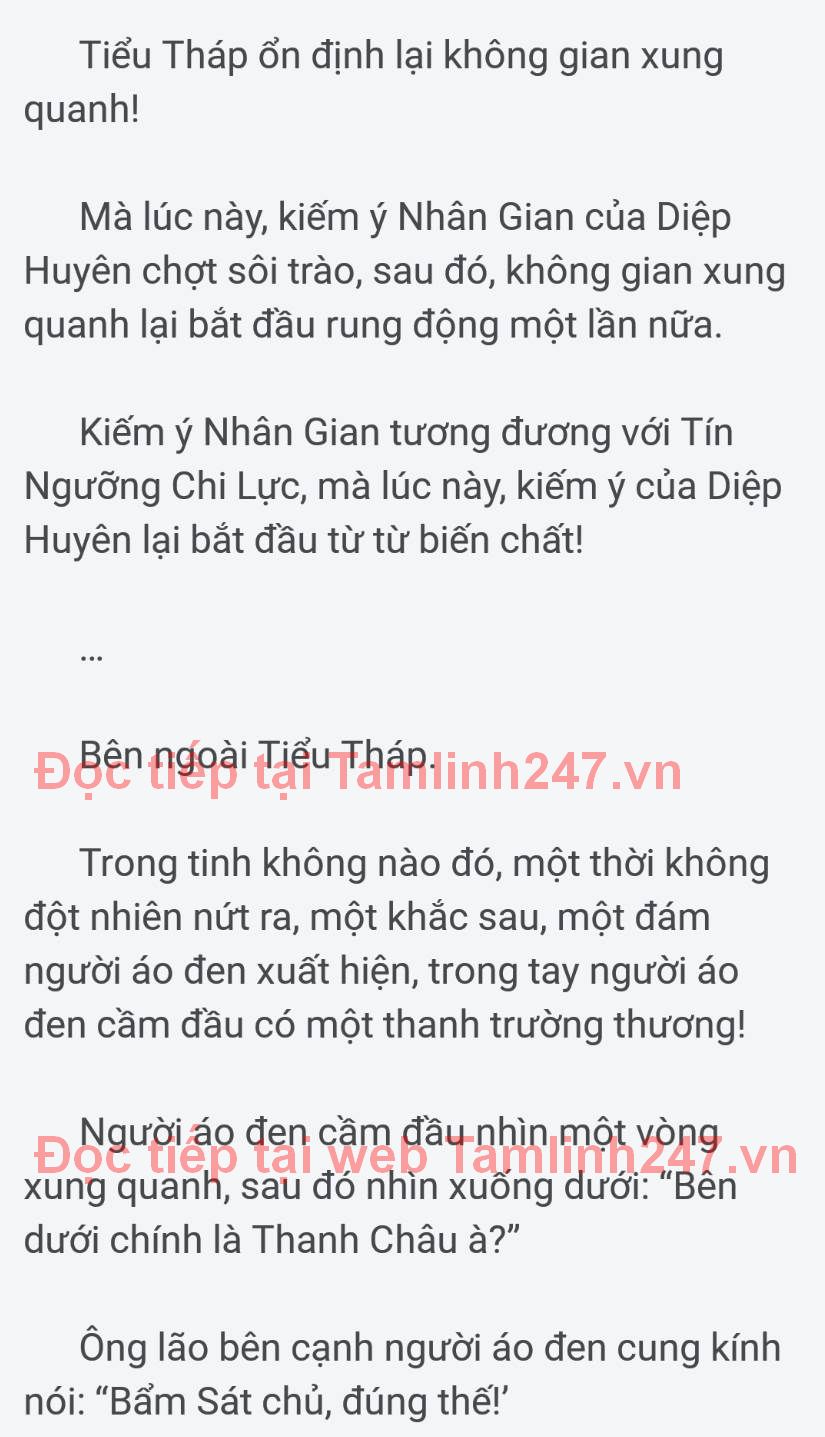 Tiểu Tháp ổn định lại không gian xung
quanh!
Mà lúc này, kiếm ý Nhân Gian của Diệp
Huyên chợt sôi trào, sau đó, không gian xung
quanh lại bắt đầu rung động một lần nữa.
Kiếm ý Nhân Gian tương đương với Tín
Ngưỡng Chi Lực, mà lúc này, kiếm ý của Diệp
Huyên lại bắt đầu từ từ biến chất!
...
Bên ngoài Tiểu Tháp.
Đọc tiếp tại Tamlinh247.vn
Trong tinh không nào đó, một thời không
đột nhiên nứt ra, một khắc sau, một đám
người áo đen xuất hiện, trong tay người áo
đen cầm đầu có một thanh trường thương!
Người áo đen cầm đầu nhìn một vòng
Đọc tiếp tại web Tamlinh247.vn
xung quanh, sau đó nhìn xuống dưới: “Bên
dưới chính là Thanh Châu à?”
Ông lão bên cạnh người áo đen cung kính
nói: “Bẩm Sát chủ, đúng thế!’